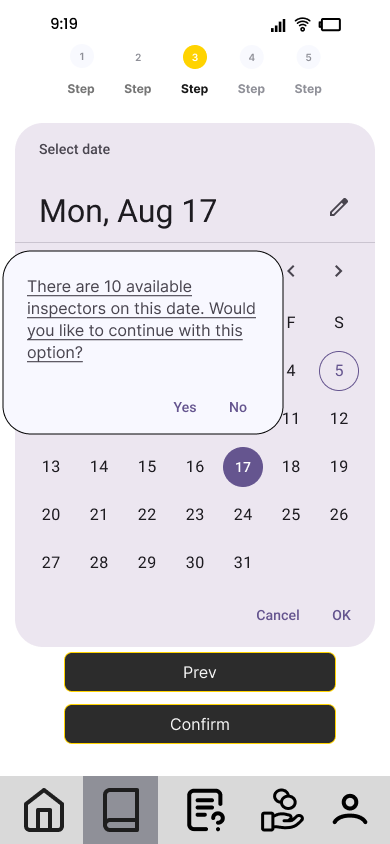 9:19
1 2 3 4 5
Step Step Step Step Step
Select date
Mon, Aug 17
There are 10 available
inspectors on this date. Would
you like to continue with this
option?
Yes No
F S
4 5
11 12
13 14 15 16 17 18 19
20 21 22 23 24 25 26
27 28 29 30 31
Cancel OK
Prev
Confirm